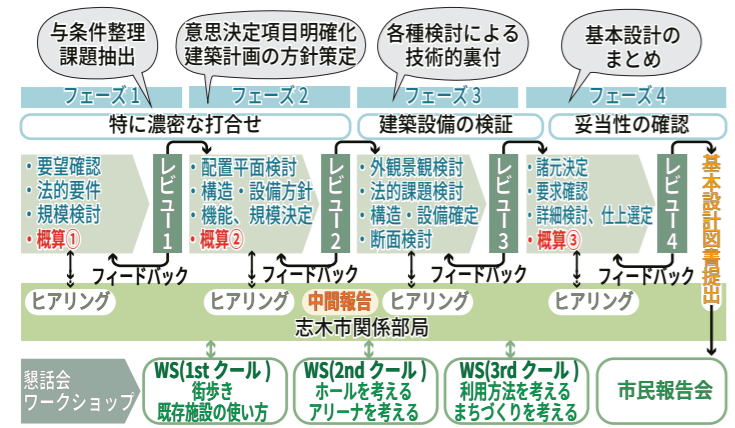 与条件整理
課題抽出
意思決定項目明確化
建築計画の方針策定
各種検討による
技術的裏付
基本設計の
まとめ
フェーズ1
フェーズ2
フェーズ3
フェーズ4
特に濃密な打合せ
建築設備の検証
妥当性の確認
・要望確認
・法的要件
・規模検討
・概算①
レビュー1
・配置平面検討
・構造・設備方針
・機能、規模決定
・概算②
レビュー2
・外観景観検討
・法的課題検討
・構造・設備確定
・断面検討
レビュー3
・諸元決定
・要求確認
・詳細検討、仕上選定
・概算③
レビュー4
基本設計図書提出
フィードバック
フィードバック
フィードバック
フィードバック
ヒアリング
ヒアリング
中間報告
ヒアリング
ヒアリング
志木市関係部局
懇話会
ワークショップ
WS(1st クール )
街歩き
既存施設の使い方
WS(2nd クール )
ホールを考える
アリーナを考える
WS(3rd クール )
利用方法を考える
まちづくりを考える
市民報告会